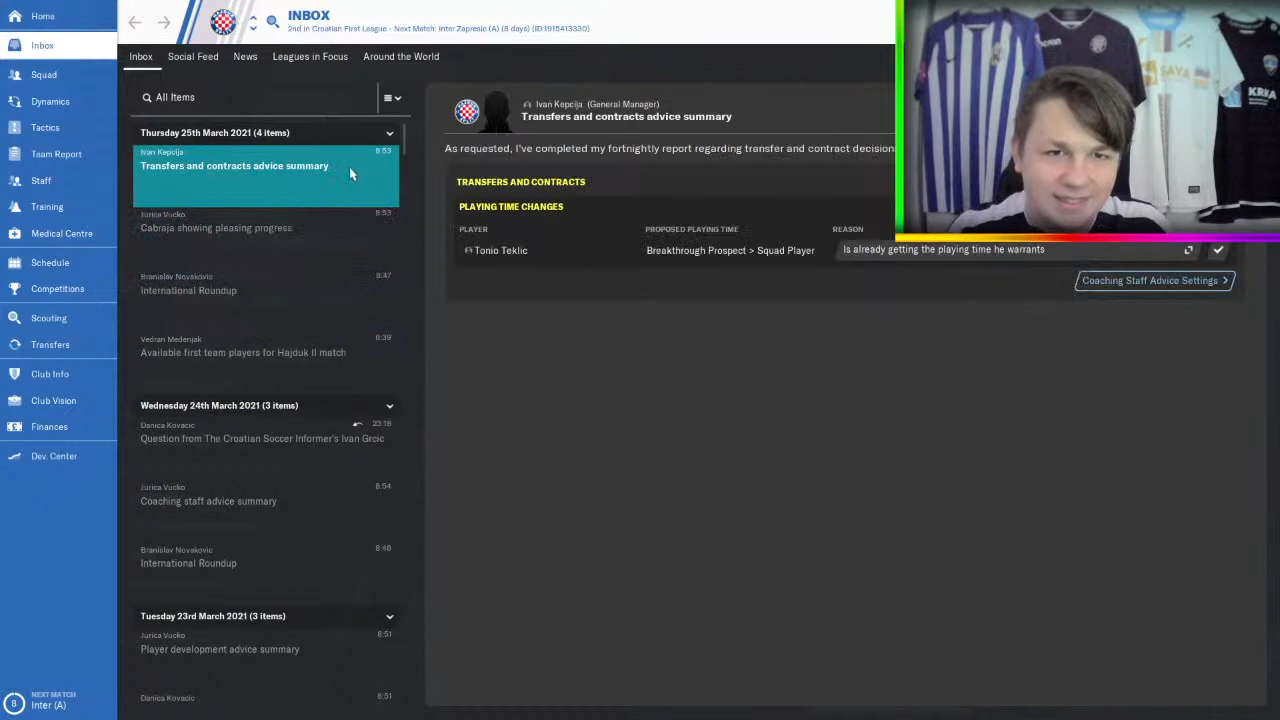 Home
Inbox
Squad
Dynamics
Tactics
Team Report
Staff
Training
Medical Centre
Schedule
Competitions
Scouting
Transfers
Club Info
Club Vision
Finances
Dev. Center
8
NEXT MATCH
Inter (A)
INBOX
2nd in Croatian First League - Next Match: Inter Zapresic (A) (8 days) (ID:1915413330)
Inbox Social Feed News Leagues in Focus Around the World
All Items
Thursday 25th March 2021 (4 items)
Ivan Kepcija 8:53
Transfers and contracts advice summary
Jurica Vucko 8:53
Cabraja showing pleasing progress
Branislav Novakovic 8:47
International Roundup
Vedran Medenjak 8:39
Available first team players for Hajduk II match
Wednesday 24th March 2021 (3 items)
Danica Kovacic 23:18
Question from The Croatian Soccer Informer's Ivan Grcic
Jurica Vucko 8:54
Coaching staff advice summary
Branislav Novakovic 8:46
International Roundup
Tuesday 23rd March 2021 (3 items)
Jurica Vucko 8:51
Player development advice summary
Danica Kovacic 8:51
Ivan Kepcija (General Manager)
Transfers and contracts advice summary
As requested, I've completed my fortnightly report regarding transfer and contract decision
TRANSFERS AND CONTRACTS
PLAYING TIME CHANGES
PLAYER PROPOSED PLAYING TIME REASON
Tonio Teklic Breakthrough Prospect > Squad Player Is already getting the playing time he warrants
Coaching Staff Advice Settings >
SAYA
KRKA